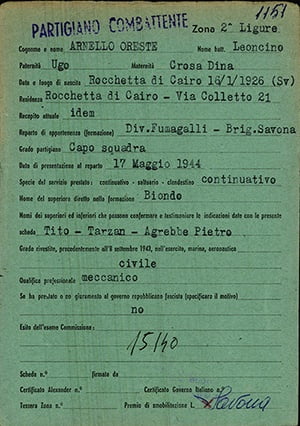 1151
PARTIGIANO COMBATTENTE Zona 2ª Ligure
Cognome e nome ARNELLO ORESTE Nome batt. Leoncino
Paternità Ugo Maternità Crosa Dina
Data e luogo di nascita Rocchetta di Cairo 16/1/1926 (Sv)
Residenza Rocchetta di Cairo - Via Colletto 21
Recapito attuale idem
Reparto di appartenenza (formazione) Div.Fumagalli - Brig.Savona
Grado partigiano Capo squadra
Data di presentazione al reparto 17 Maggio 1944
Specie del servizio prestato: continuativo - saltuario - clandestino continuativo
Nome del superiore diretto nella formazione Biondo
Nomi dei superiori ed inferiori che possono confermare e testimoniare le indicazioni date con la presente
scheda Tito - Tarzan - Agrebbe Pietro
Grado rivestito, precedentemente all'8 settembre 1943, nell'esercito, marina, aeronautica
civile
Qualifica professionale meccanico
Se ha prestato o no giuramento al governo repubblicano fascista (specificare il motivo)
no
Esito dell'esame Commissione:
15/40
Scheda n.° firmata da
Certificato Alexander n.° Certificato Governo Italiano n.°
Tessera Zona n.° Premio di smobilitazione L. Savona